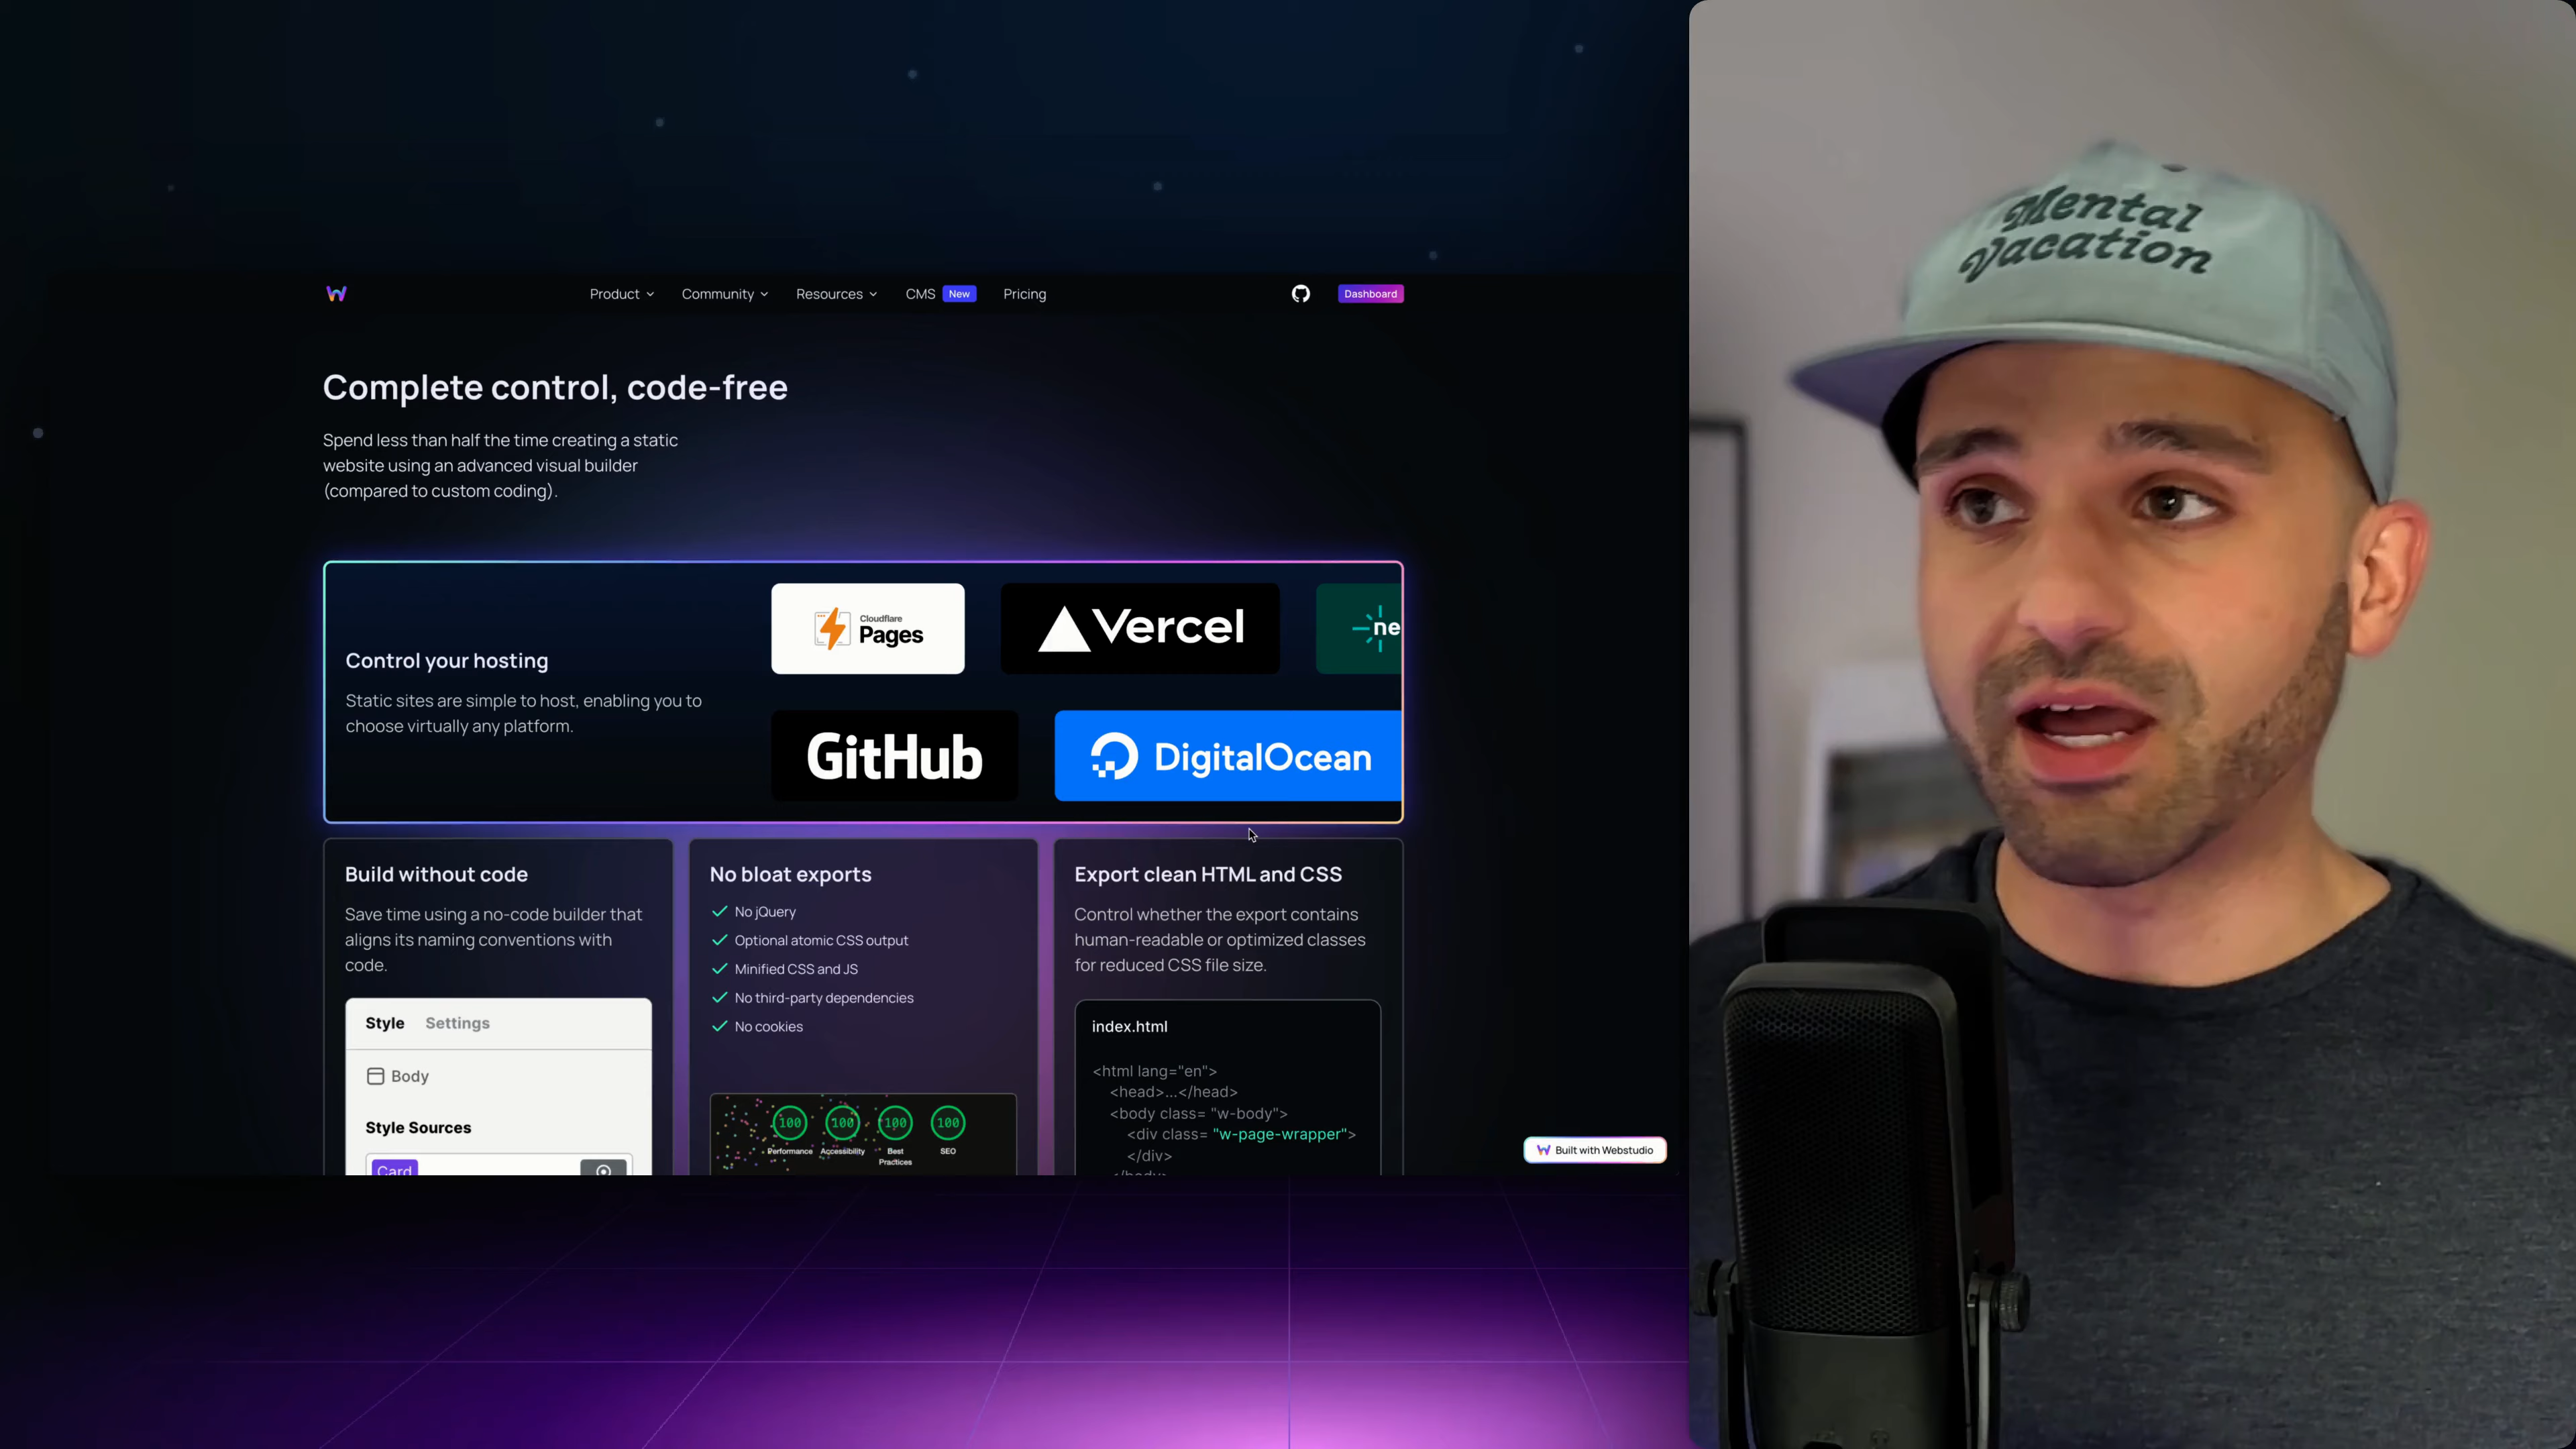 Product
Community
Resources
CMS New
Pricing
Dashboard
Complete control, code-free
Spend less than half the time creating a static
website using an advanced visual builder
(compared to custom coding).
Control your hosting
Static sites are simple to host, enabling you to
choose virtually any platform.
Cloudflare
Pages
Vercel
ne
GitHub
DigitalOcean
Build without code
Save time using a no-code builder that
aligns its naming conventions with
code.
Style Settings
Body
Style Sources
Card
No bloat exports
No jQuery
Optional atomic CSS output
Minified CSS and JS
No third-party dependencies
No cookies
100 100 100 100
Performance Accessibility Best Practices SEO
Export clean HTML and CSS
Control whether the export contains
human-readable or optimized classes
for reduced CSS file size.
index.html
<html lang="en">
<head>...</head>
<body class= "w-body">
<div class= "w-page-wrapper">
</div>
Built with Webstudio
Mental
Vacation